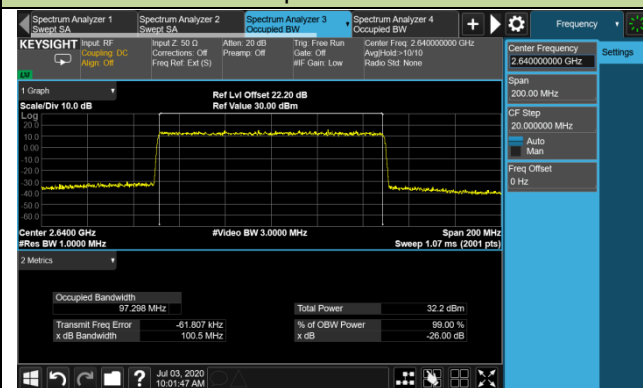 Spectrum Analyzer 1
Swept SA
Spectrum Analyzer 2
Swept SA
Spectrum Analyzer 3
Occupied BW
Spectrum Analyzer 4
Occupied BW
Frequency
KEYSIGHT
Input: RF
Coupling: DC
Align: Off
Input Z: 50 Ω
Corrections: Off
Freq Ref: Ext (S)
Atten: 20 dB
Preamp: Off
Trig: Free Run
Gate: Off
#IF Gain: Low
Center Freq: 2.640000000 GHz
Avg|Hold:>10/10
Radio Std: None
LXI
Center Frequency
2.640000000 GHz
Settings
Span
200.00 MHz
CF Step
20.000000 MHz
Auto
Man
Freq Offset
0 Hz
1 Graph
Scale/Div 10.0 dB
Ref Lvl Offset 22.20 dB
Ref Value 30.00 dBm
Log
20.0
10.0
0.00
-10.0
-20.0
-30.0
-40.0
-50.0
-60.0
Center 2.6400 GHz
#Res BW 1.0000 MHz
#Video BW 3.0000 MHz
Span 200 MHz
Sweep 1.07 ms (2001 pts)
2 Metrics
Occupied Bandwidth
97.298 MHz
Total Power
32.2 dBm
Transmit Freq Error
-61.807 kHz
% of OBW Power
99.00 %
x dB Bandwidth
100.5 MHz
x dB
-26.00 dB
?
Jul 03, 2020
10:01:47 AM